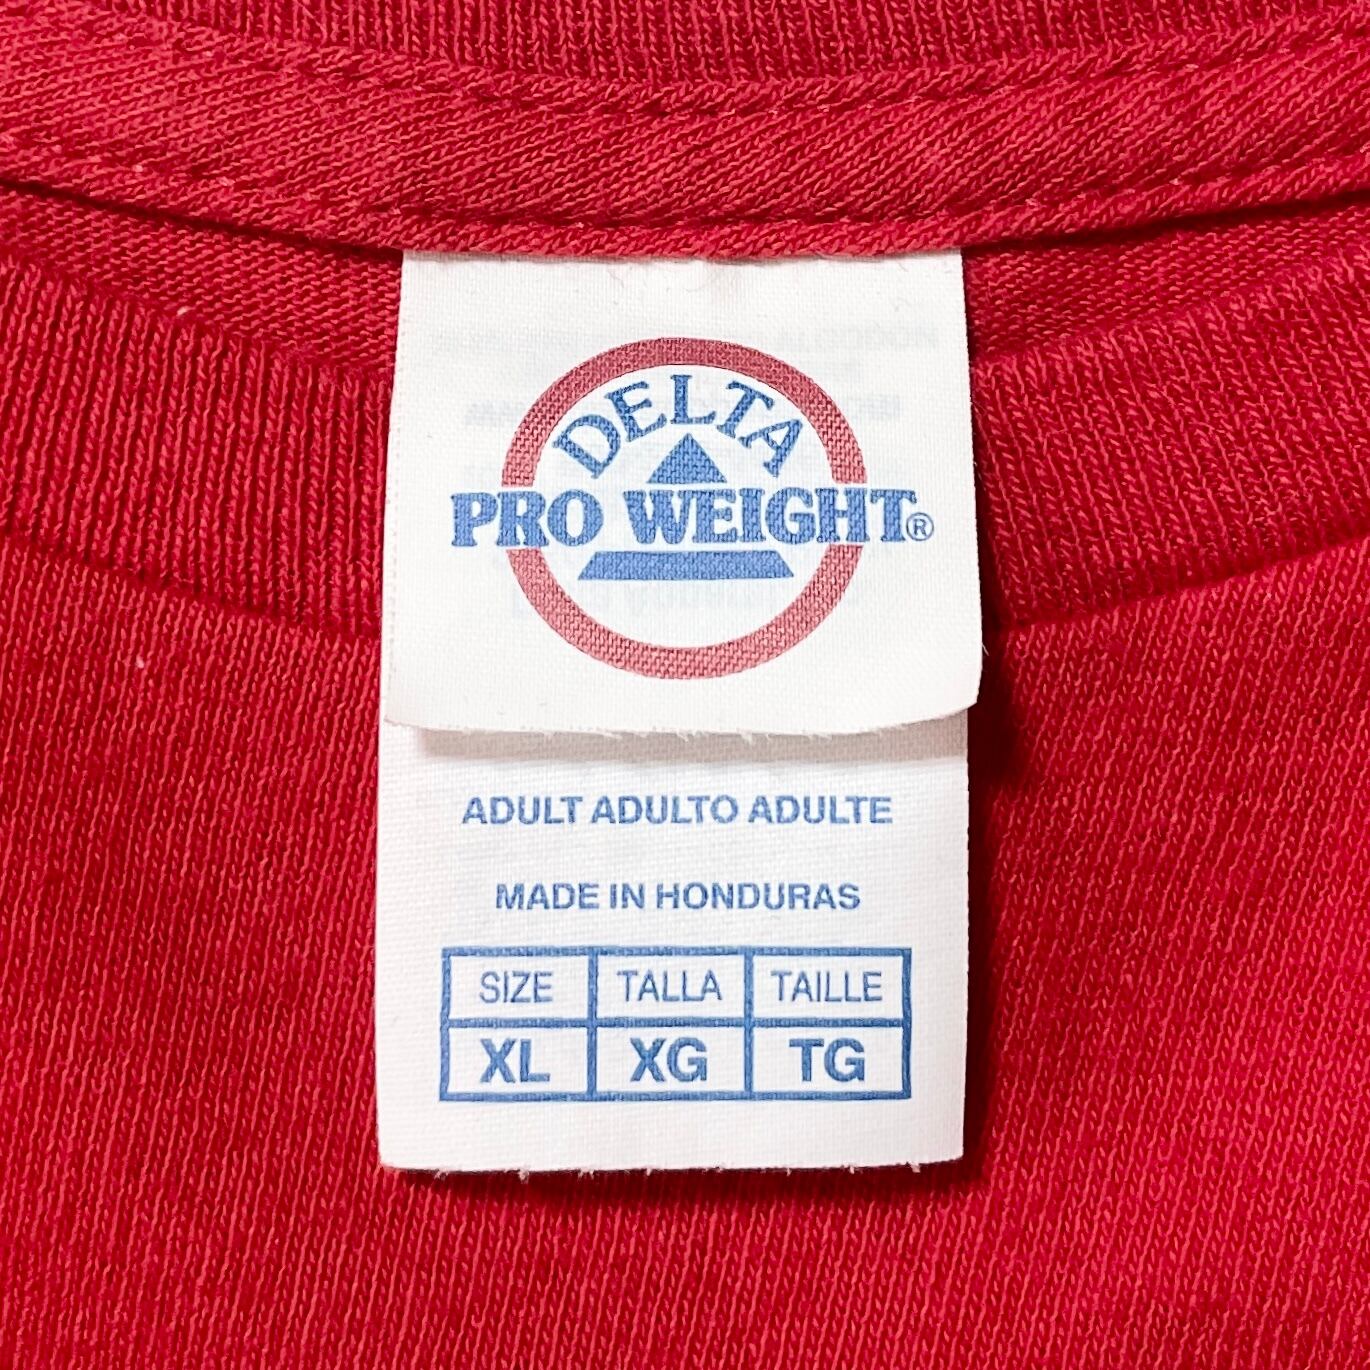 DELTA
PRO WEIGHT®
ADULT ADULTO ADULTE
MADE IN HONDURAS
SIZE TALLA TAILLE
XL XG TG